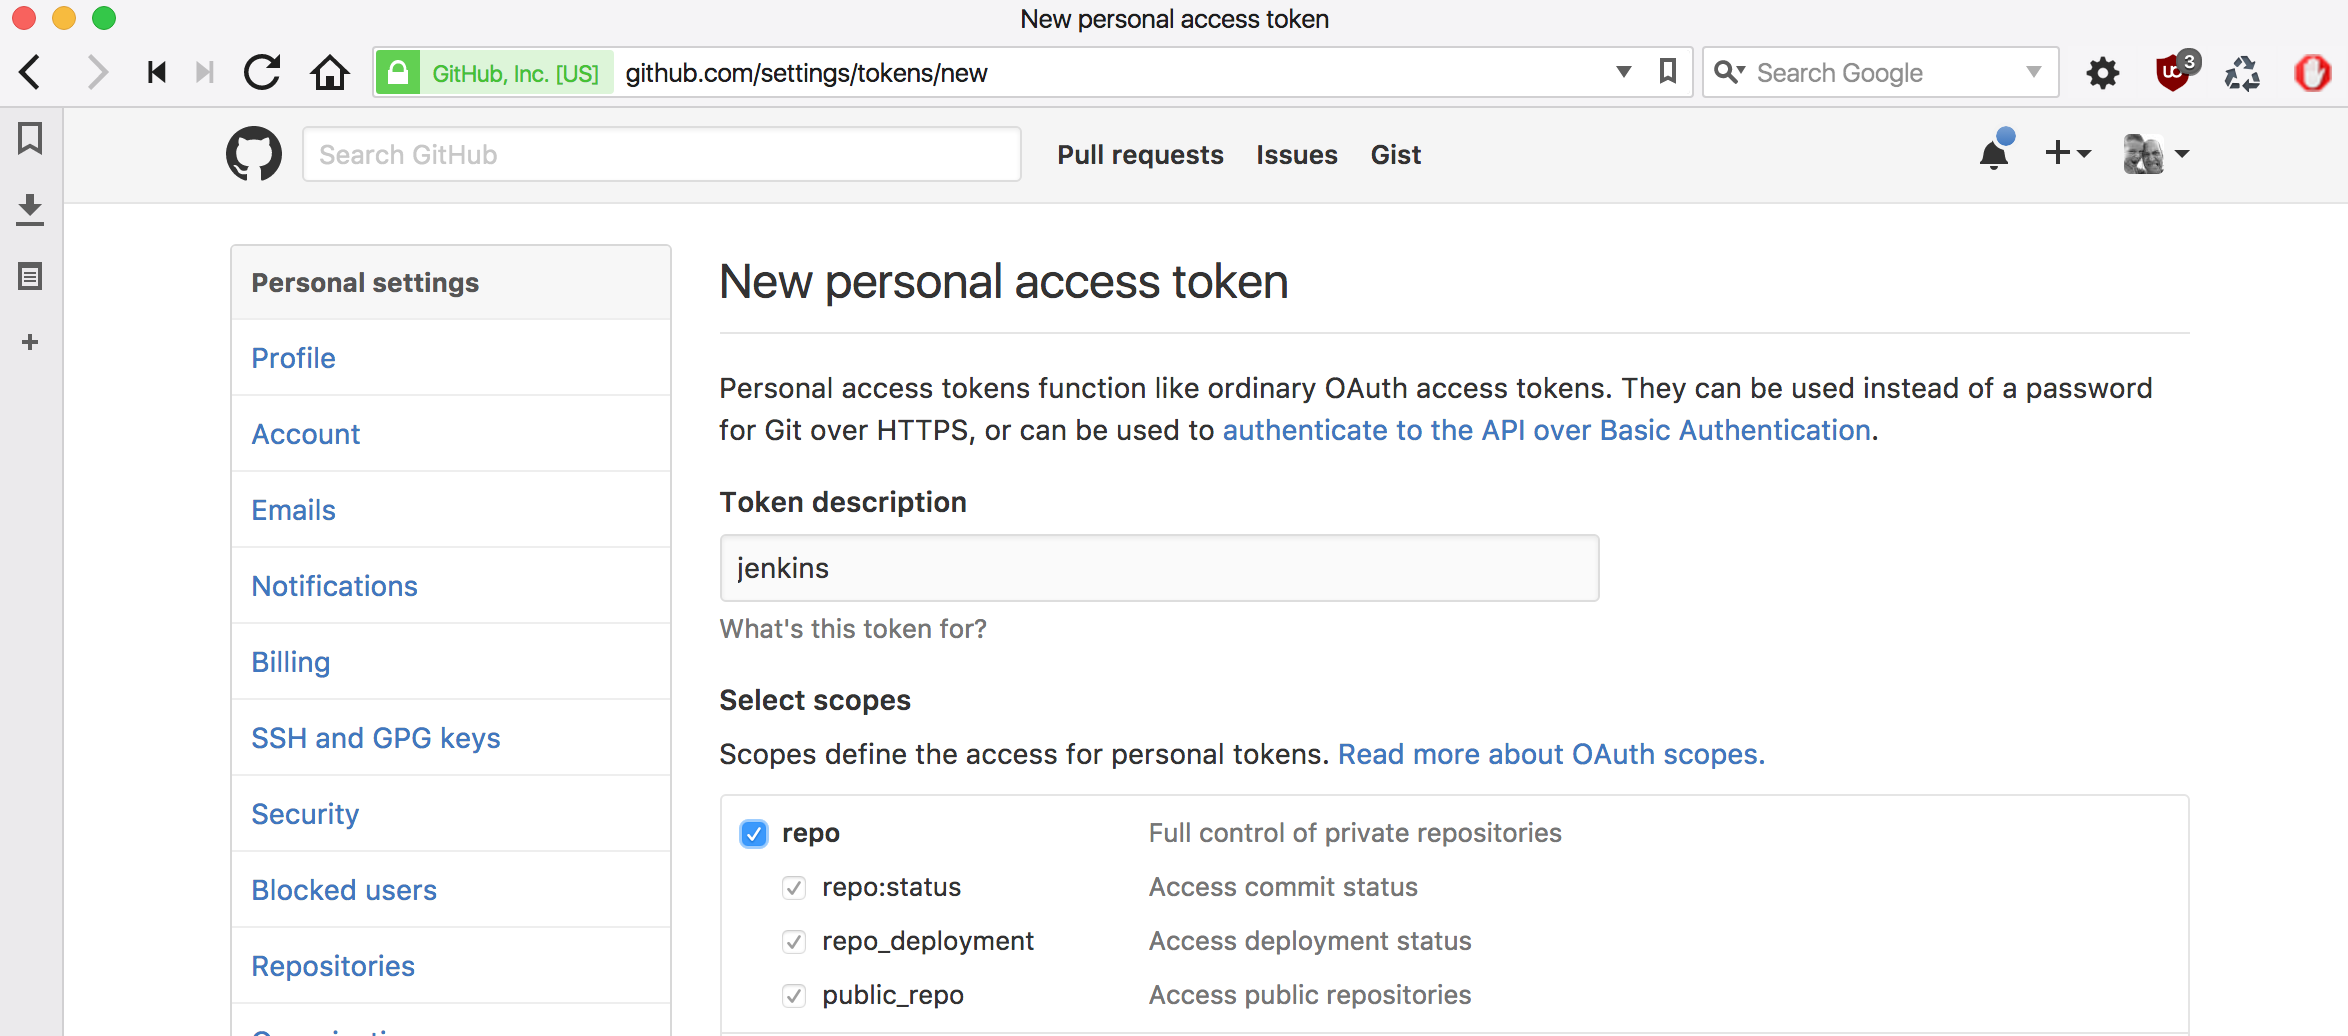 New personal access token
GitHub, Inc. [US] github.com/settings/tokens/new
Search Google
3
Search GitHub
Pull requests Issues Gist
Personal settings
Profile
Account
Emails
Notifications
Billing
SSH and GPG keys
Security
Blocked users
Repositories
New personal access token
Personal access tokens function like ordinary OAuth access tokens. They can be used instead of a password
for Git over HTTPS, or can be used to authenticate to the API over Basic Authentication.
Token description
jenkins
What's this token for?
Select scopes
Scopes define the access for personal tokens. Read more about OAuth scopes.
repo Full control of private repositories
repo:status Access commit status
repo_deployment Access deployment status
public_repo Access public repositories